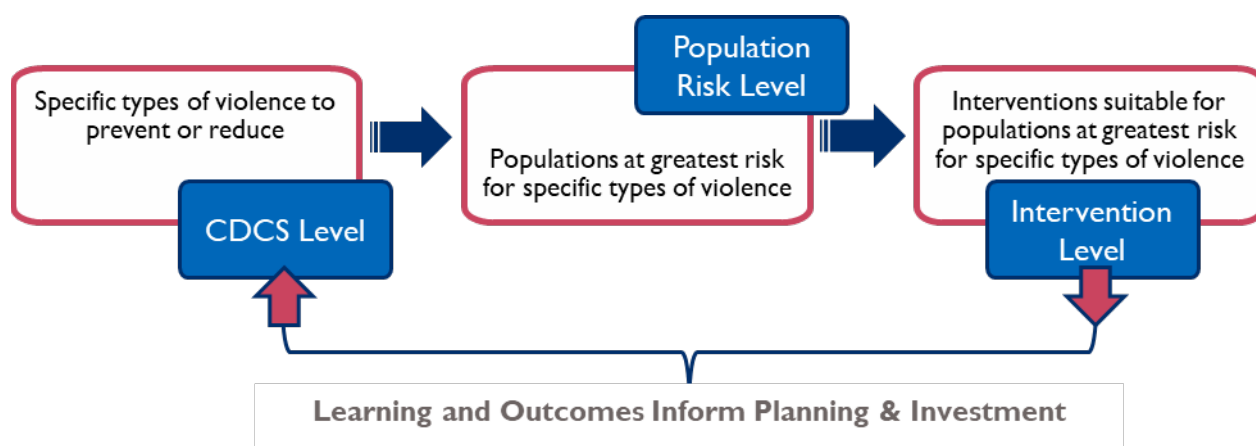 Specific types of violence to
prevent or reduce
CDCS Level
Population
Risk Level
Populations at greatest risk
for specific types of violence
Interventions suitable for
populations at greatest risk
for specific types of violence
Intervention
Level
Learning and Outcomes Inform Planning & Investment